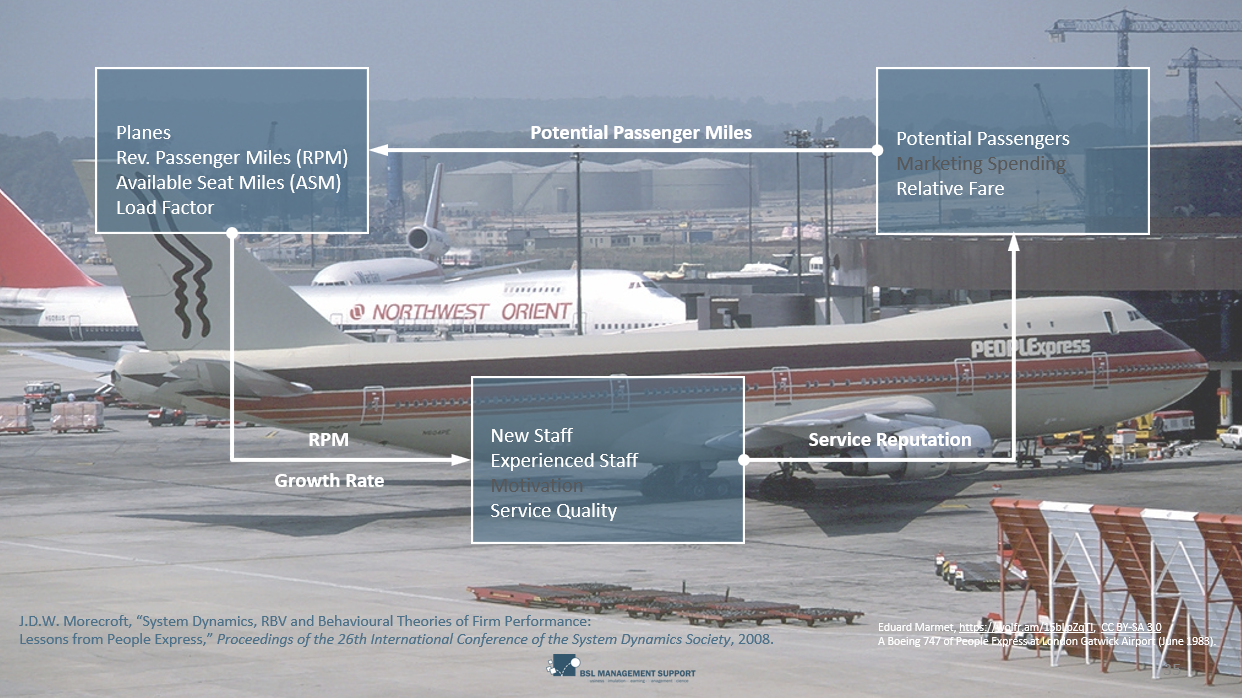 Planes
Rev. Passenger Miles (RPM)
Available Seat Miles (ASM)
Load Factor
Potential Passenger Miles
Potential Passengers
Marketing Spending
Relative Fare
NORTHWEST ORIENT
PEOPLExpress
RPM
Growth Rate
New Staff
Experienced Staff
Motivation
Service Quality
Service Reputation
J.D.W. Morecroft, “System Dynamics, RBV and Behavioural Theories of Firm Performance:
Lessons from People Express,” Proceedings of the 26th International Conference of the System Dynamics Society, 2008.
Eduard Marmet, CC BY-SA 3.0
A Boeing 747 of People Express at London Gatwick Airport (June 1983).
BSL MANAGEMENT SUPPORT